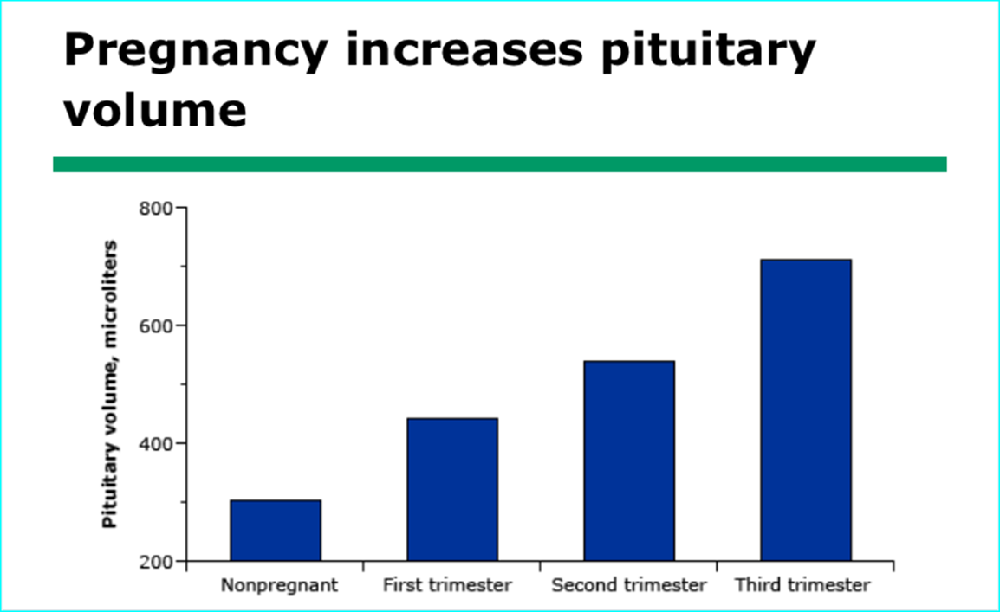 Pregnancy increases pituitary
volume
Pituitary volume, microliters
800
600
400
200
Nonpregnant
First trimester
Second trimester
Third trimester